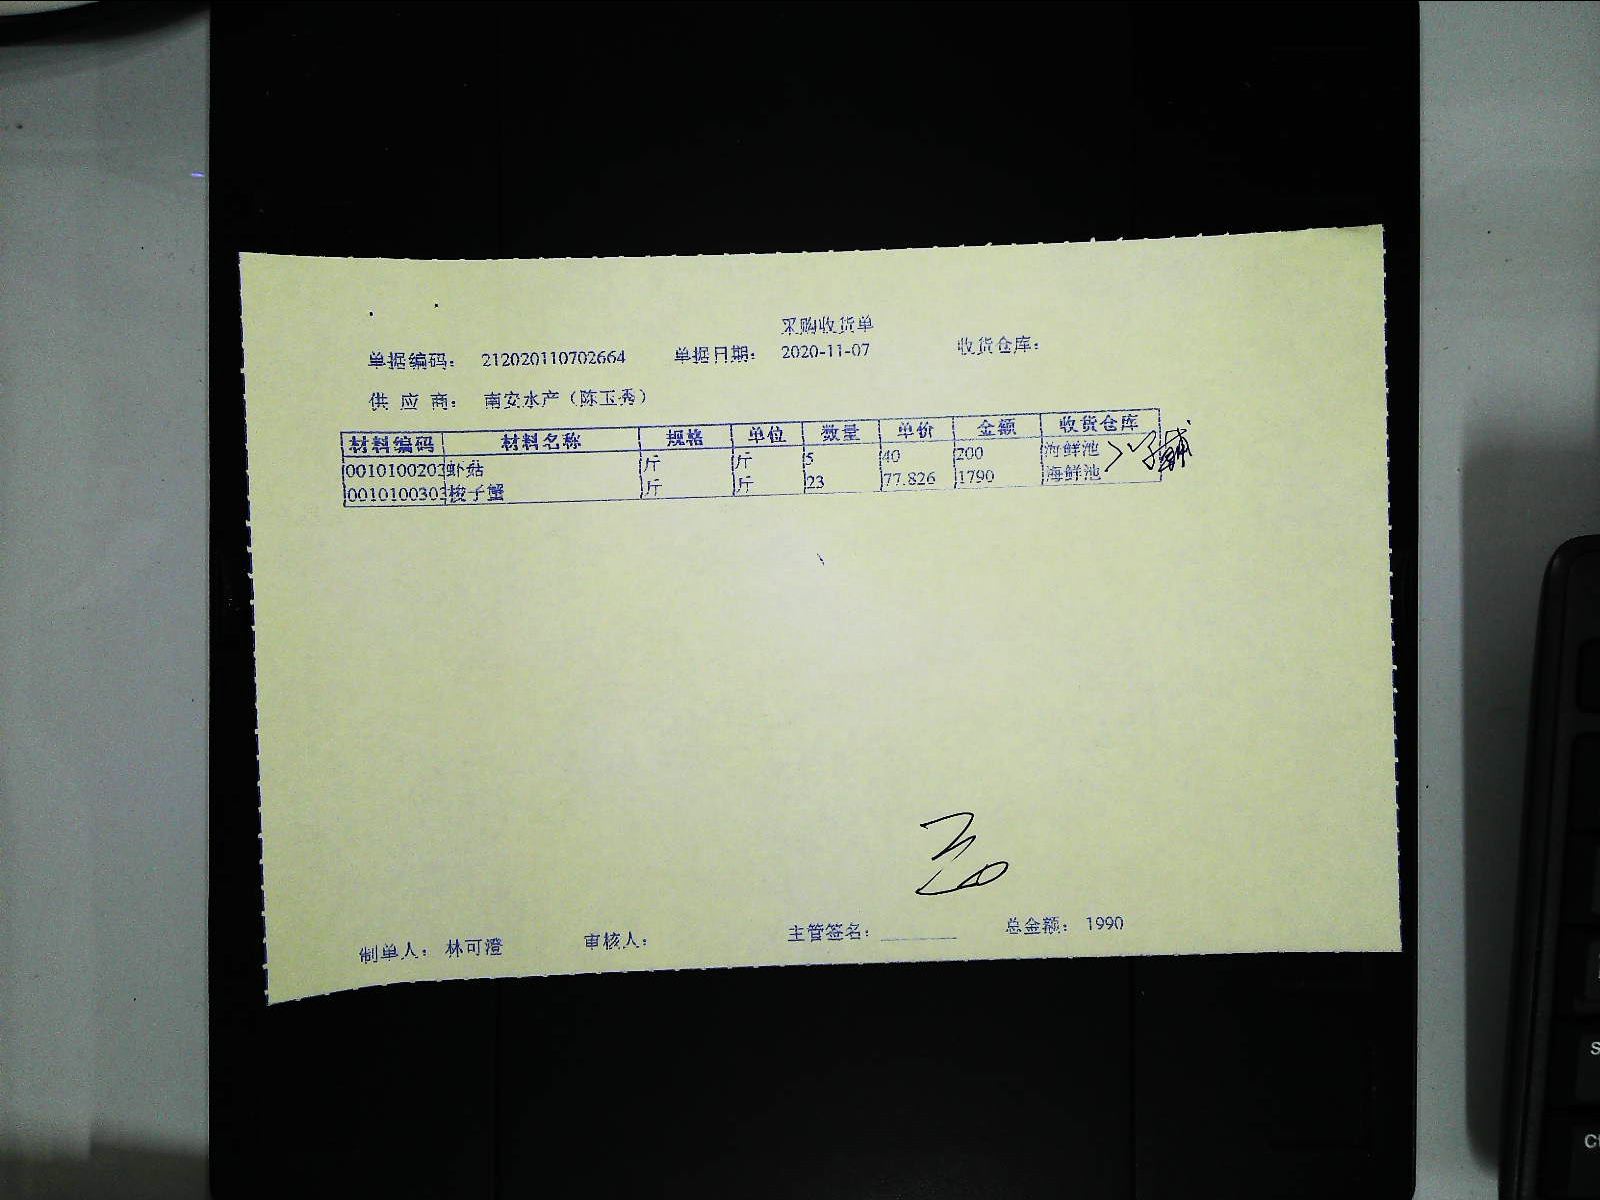 采购收货单
单据编码： 212020110702664 单据日期： 2020-11-07 收货仓库：
供 应 商： 南安水产（陈玉秀）
材料编码 材料名称 规格 单位 数量 单价 金额 收货仓库
001010020 虾菇 斤 斤 5 40 200 海鲜池
001010030 梭子蟹 斤 斤 23 77.826 1790 海鲜池
制单人： 林可澄 审核人： 主管签名： 总金额： 1990